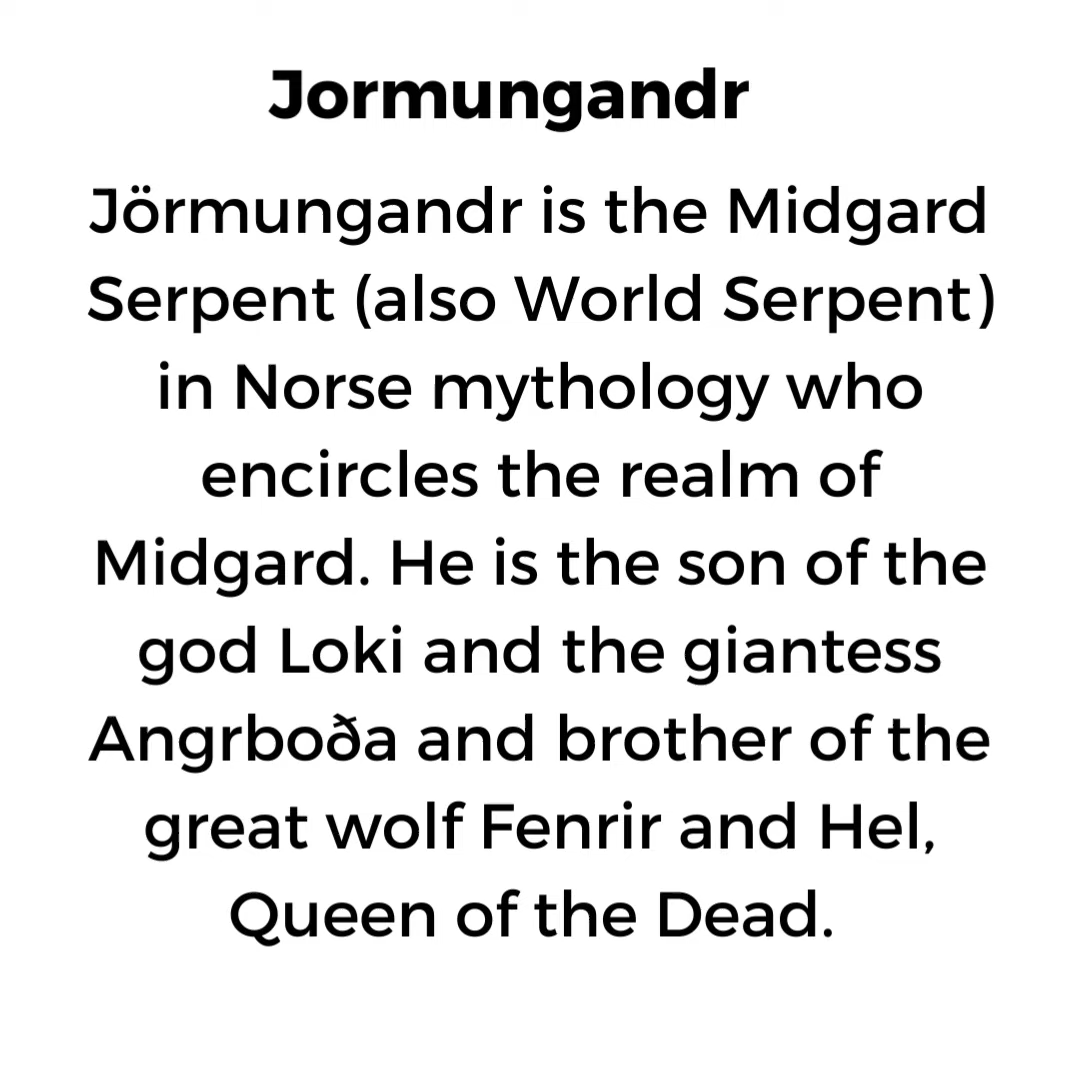 Jormungandr
Jörmungandr is the Midgard
Serpent (also World Serpent)
in Norse mythology who
encircles the realm of
Midgard. He is the son of the
god Loki and the giantess
Angrboða and brother of the
great wolf Fenrir and Hel,
Queen of the Dead.